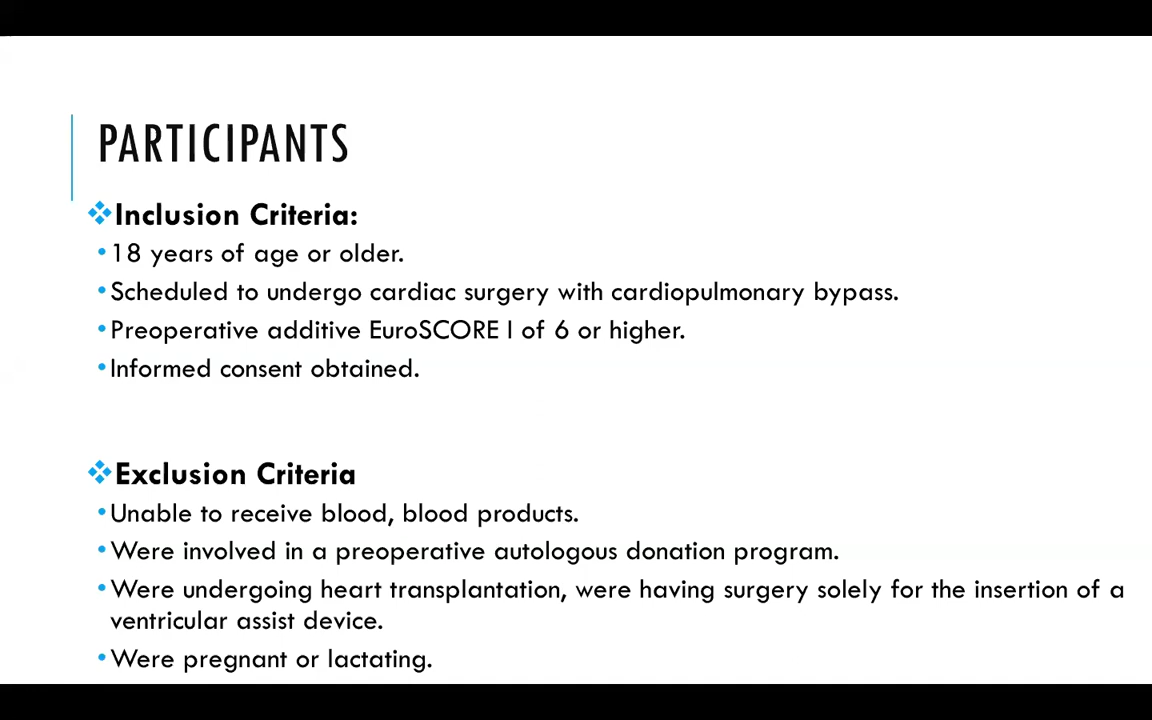 PARTICIPANTS
❖Inclusion Criteria:
•18 years of age or older.
•Scheduled to undergo cardiac surgery with cardiopulmonary bypass.
•Preoperative additive EuroSCORE I of 6 or higher.
•Informed consent obtained.
❖Exclusion Criteria
•Unable to receive blood, blood products.
•Were involved in a preoperative autologous donation program.
•Were undergoing heart transplantation, were having surgery solely for the insertion of a
ventricular assist device.
•Were pregnant or lactating.